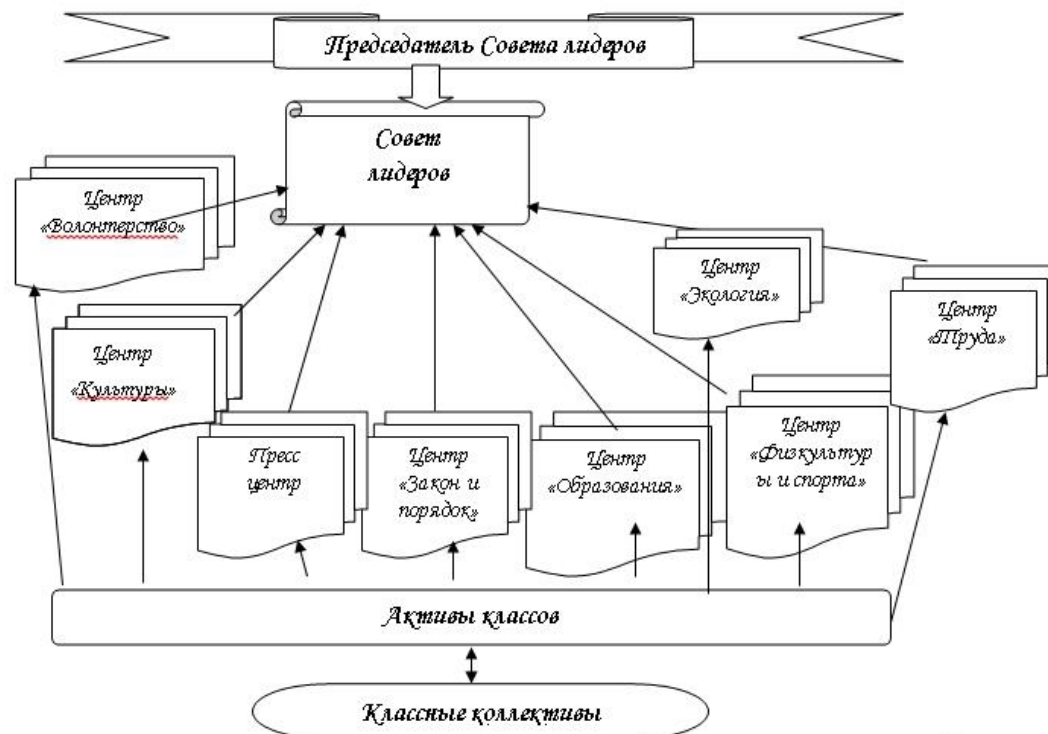 Председатель Совета лидеров
Совет
лидеров
Центр
«Волонтерство»
Центр
«Экология»
Центр
«Труда»
Центр
«Культуры»
Пресс
центр
Центр
«Закон и
порядок»
Центр
«Образования»
Центр
«Физкультур
ы и спорта»
Активы классов
Классные коллективы